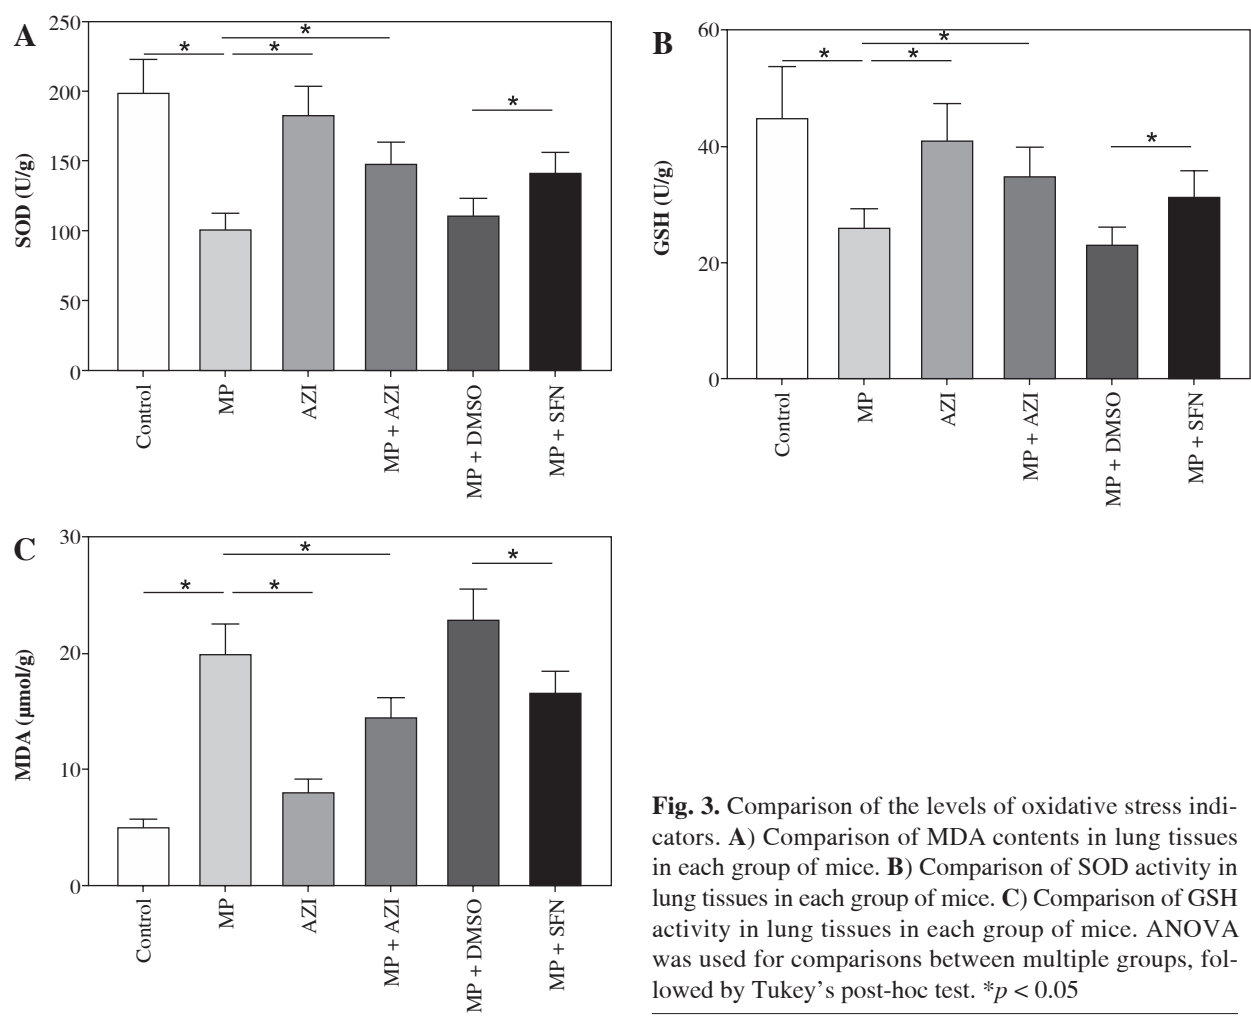 A
SOD (U/g)
250
200
150
100
50
0
*
*
*
*
Control
MP
AZI
MP + AZI
MP + DMSO
MP + SFN
B
GSH (U/g)
60
40
20
0
*
*
*
*
Control
MP
AZI
MP + AZI
MP + DMSO
MP + SFN
C
MDA (µmol/g)
30
20
10
0
*
*
*
*
Control
MP
AZI
MP + AZI
MP + DMSO
MP + SFN
Fig. 3. Comparison of the levels of oxidative stress indi-
cators. A) Comparison of MDA contents in lung tissues
in each group of mice. B) Comparison of SOD activity in
lung tissues in each group of mice. C) Comparison of GSH
activity in lung tissues in each group of mice. ANOVA
was used for comparisons between multiple groups, fol-
lowed by Tukey’s post-hoc test. *p < 0.05